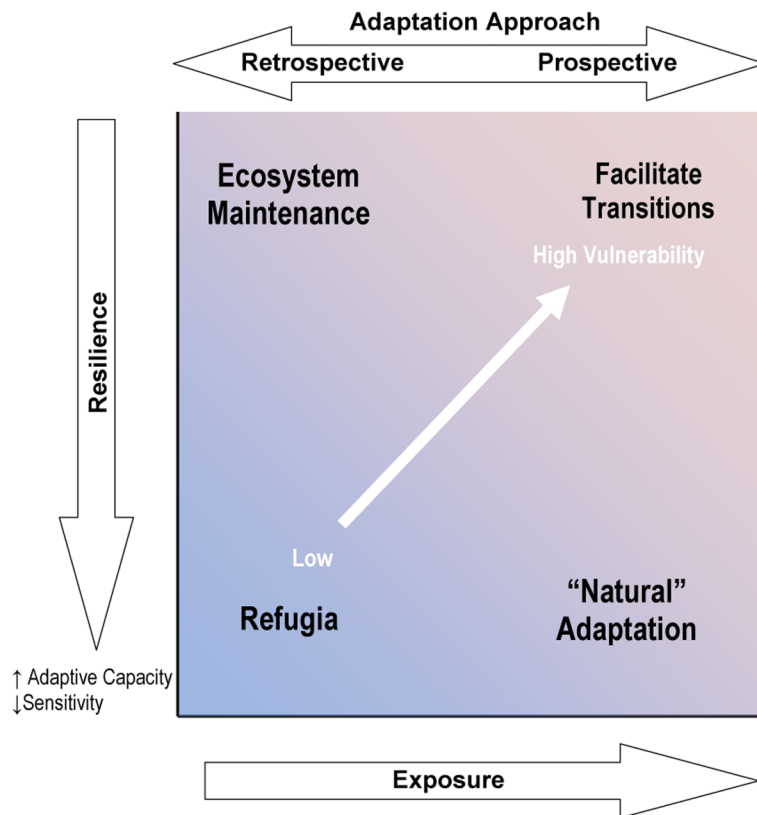 Adaptation Approach
Retrospective Prospective
Ecosystem
Maintenance
Facilitate
Transitions
High Vulnerability
Resilience
Low
Refugia
“Natural”
Adaptation
↑ Adaptive Capacity
↓Sensitivity
Exposure